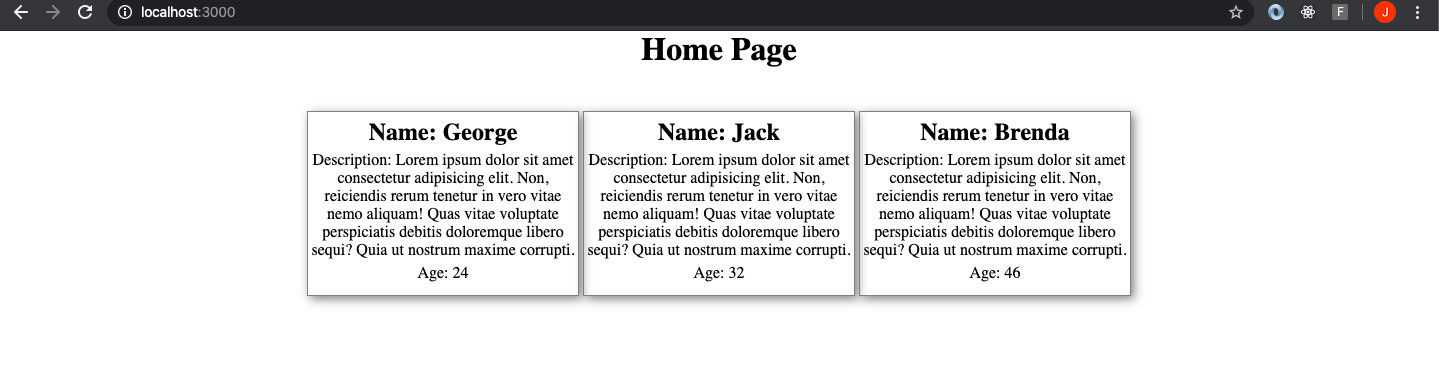 localhost:3000
F
J
Home Page
Name: George
Description: Lorem ipsum dolor sit amet
consectetur adipisicing elit. Non,
reiciendis rerum tenetur in vero vitae
nemo aliquam! Quas vitae voluptate
perspiciatis debitis doloremque libero
sequi? Quia ut nostrum maxime corrupti.
Age: 24
Name: Jack
Description: Lorem ipsum dolor sit amet
consectetur adipisicing elit. Non,
reiciendis rerum tenetur in vero vitae
nemo aliquam! Quas vitae voluptate
perspiciatis debitis doloremque libero
sequi? Quia ut nostrum maxime corrupti.
Age: 32
Name: Brenda
Description: Lorem ipsum dolor sit amet
consectetur adipisicing elit. Non,
reiciendis rerum tenetur in vero vitae
nemo aliquam! Quas vitae voluptate
perspiciatis debitis doloremque libero
sequi? Quia ut nostrum maxime corrupti.
Age: 46